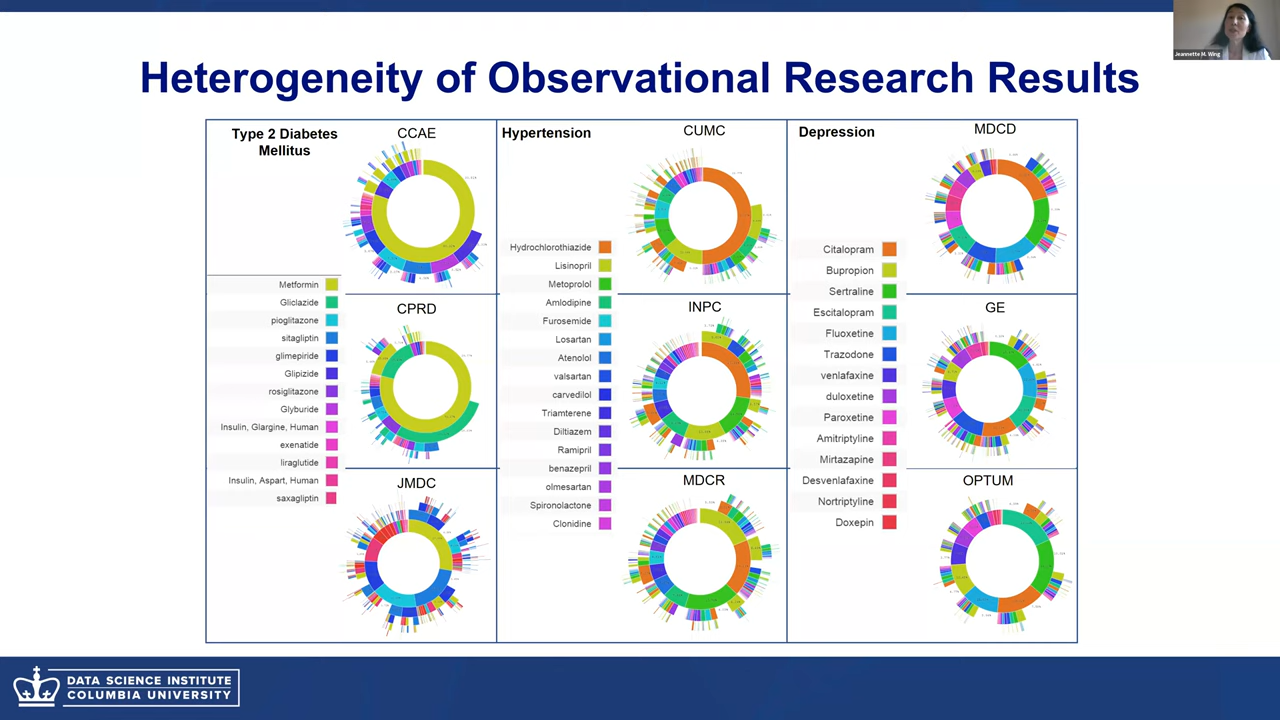 Jeannette M. Wing
Heterogeneity of Observational Research Results
Type 2 Diabetes
Mellitus
CCAE
Metformin
Gliclazide
pioglitazone
sitagliptin
glimepiride
Glipizide
rosiglitazone
Glyburide
Insulin, Glargine, Human
exenatide
liraglutide
Insulin, Aspart, Human
saxagliptin
CPRD
JMDC
Hypertension
CUMC
Hydrochlorothiazide
Lisinopril
Metoprolol
Amlodipine
Furosemide
Losartan
Atenolol
valsartan
carvedilol
Triamterene
Diltiazem
Ramipril
benazepril
olmesartan
Spironolactone
Clonidine
INPC
MDCR
Depression
MDCD
Citalopram
Bupropion
Sertraline
Escitalopram
Fluoxetine
Trazodone
venlafaxine
duloxetine
Paroxetine
Amitriptyline
Mirtazapine
Desvenlafaxine
Nortriptyline
Doxepin
GE
OPTUM
DATA SCIENCE INSTITUTE
COLUMBIA UNIVERSITY